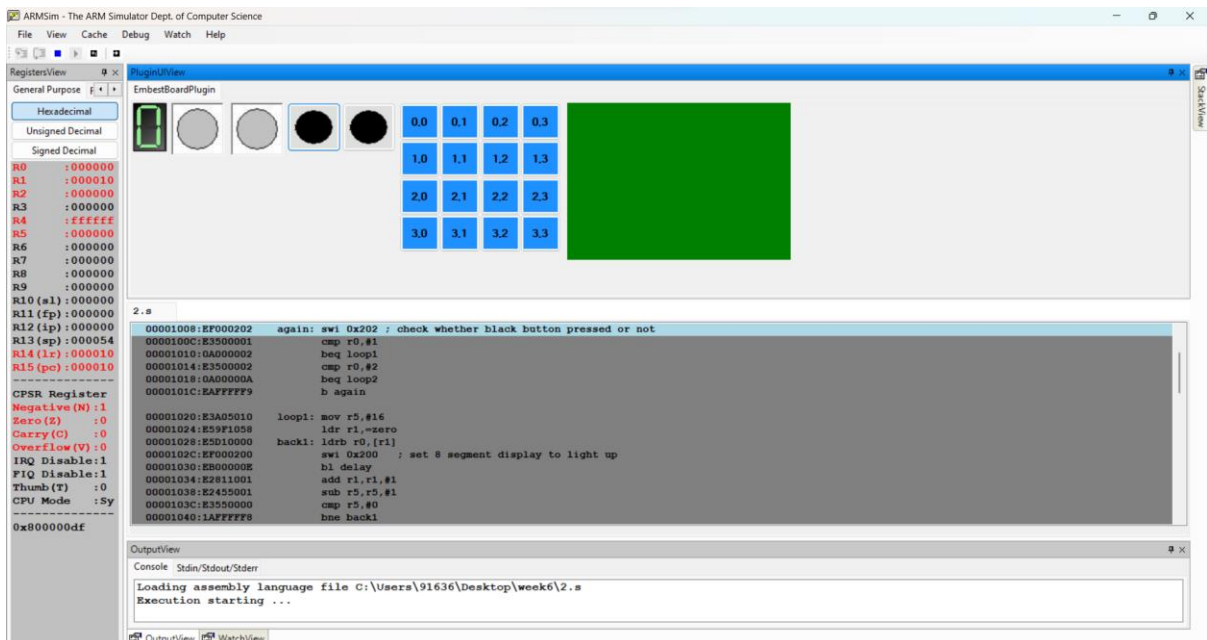 ARMSim - The ARM Simulator Dept. of Computer Science
File View Cache Debug Watch Help
RegistersView
General Purpose F
Hexadecimal
Unsigned Decimal
Signed Decimal
R0 :000000
R1 :000010
R2 :000000
R3 :000000
R4 :ffffff
R5 :000000
R6 :000000
R7 :000000
R8 :000000
R9 :000000
R10(sl):000000
R11(fp):000000
R12(ip):000000
R13(sp):000054
R14(lr):000010
R15(pc):000010
--------------
CPSR Register
Negative(N):1
Zero(Z) :0
Carry(C) :0
Overflow(V):0
IRQ Disable:1
FIQ Disable:1
Thumb(T) :0
CPU Mode :Sy
--------------
0x800000df
PluginUIView
EmbestBoardPlugin
0,0 0,1 0,2 0,3
1,0 1,1 1,2 1,3
2,0 2,1 2,2 2,3
3,0 3,1 3,2 3,3
2.s
00001008:EF000202 again: swi 0x202 ; check whether black button pressed or not
0000100C:E3500001 cmp r0,#1
00001010:0A000002 beq loop1
00001014:E3500002 cmp r0,#2
00001018:0A00000A beq loop2
0000101C:EAFFFFF9 b again
00001020:E3A05010 loop1: mov r5,#16
00001024:E59F1058 ldr r1,=zero
00001028:E5D10000 back1: ldrb r0,[r1]
0000102C:EF000200 swi 0x200 ; set 8 segment display to light up
00001030:EB00000E bl delay
00001034:E2811001 add r1,r1,#1
00001038:E2455001 sub r5,r5,#1
0000103C:E3550000 cmp r5,#0
00001040:1AFFFFF8 bne back1
OutputView
Console Stdin/Stdout/Stderr
Loading assembly language file C:\Users\91636\Desktop\week6\2.s
Execution starting ...
OutputView WatchView
StackView